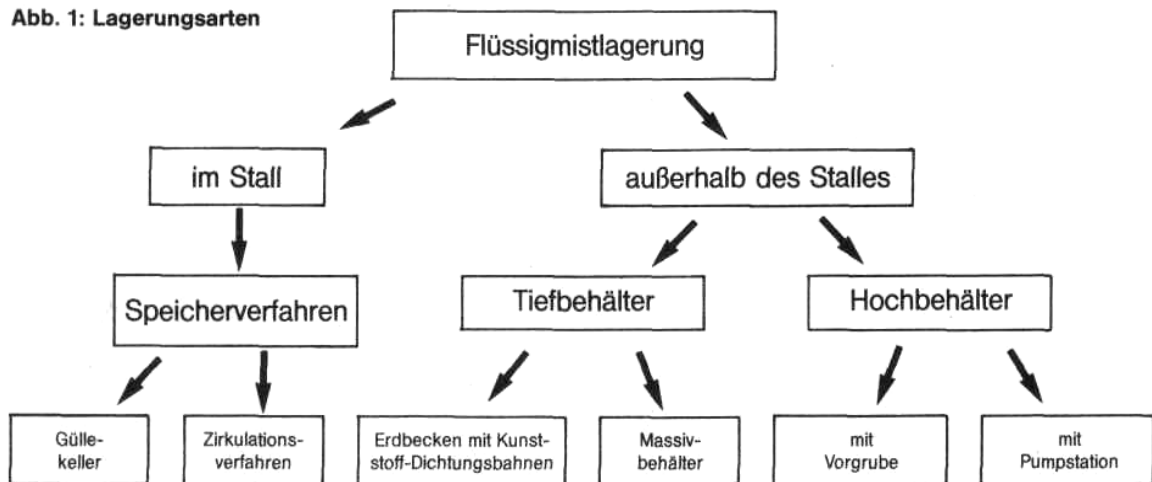 Abb. 1: Lagerungsarten
Flüssigmistlagerung
im Stall
außerhalb des Stalles
Speicherverfahren
Tiefbehälter
Hochbehälter
Gülle-
keller
Zirkulations-
verfahren
Erdbecken mit Kunst-
stoff-Dichtungsbahnen
Massiv-
behälter
mit
Vorgrube
mit
Pumpstation